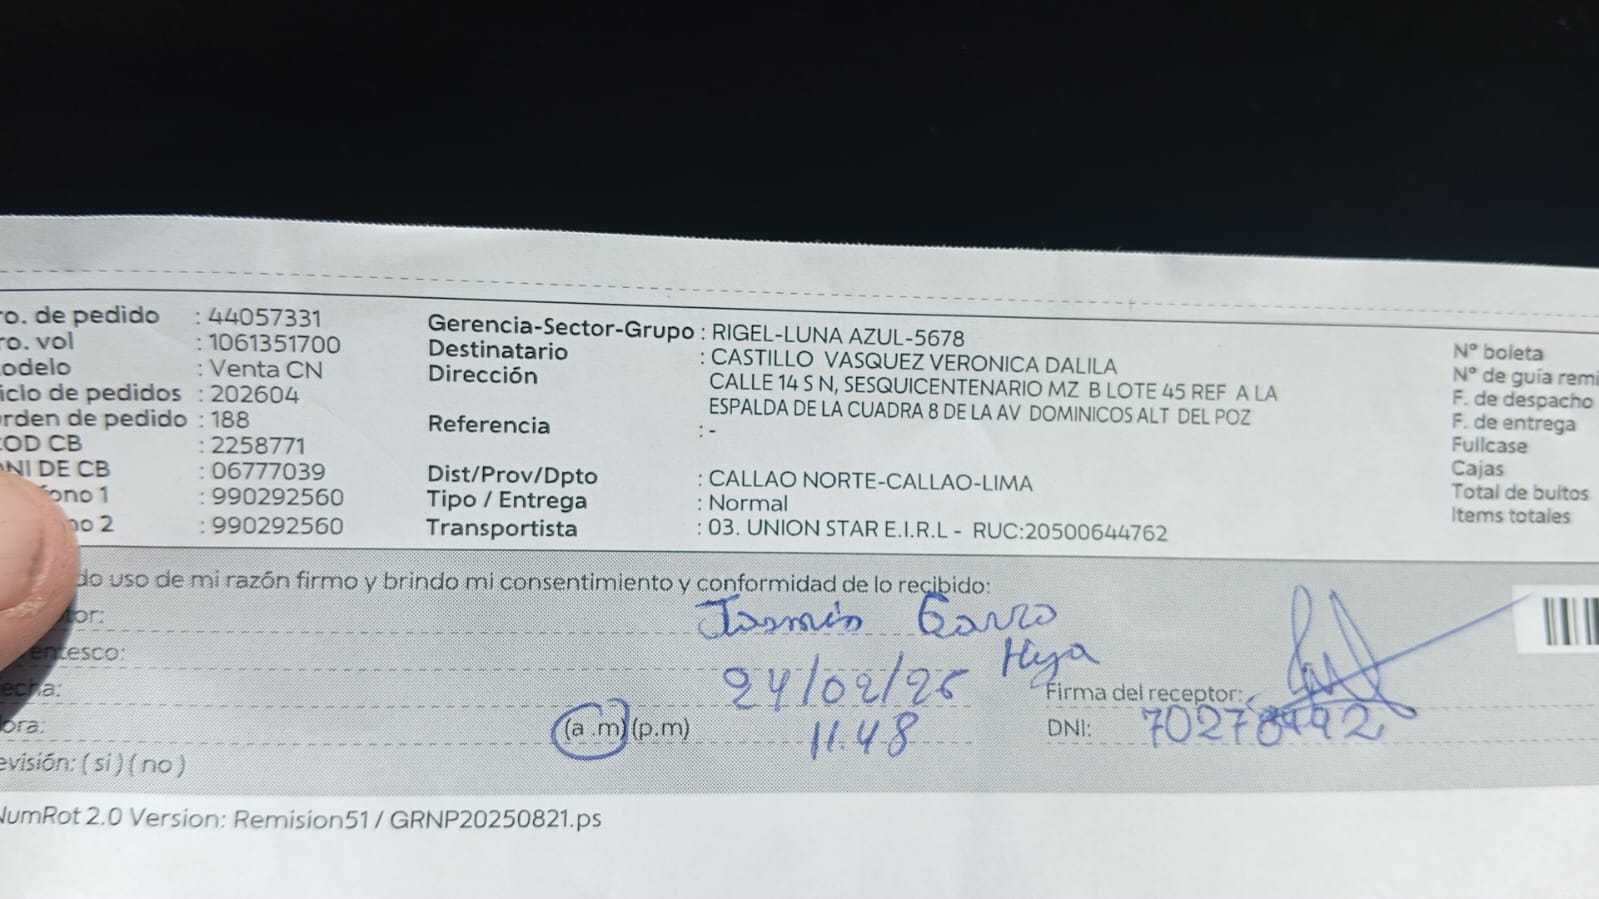 ro. de pedido : 44057331
ro. vol : 1061351700
odelo : Venta CN
iclo de pedidos : 202604
rden de pedido : 188
COD CB : 2258771
NI DE CB : 06777039
fono 1 : 990292560
no 2 : 990292560
Gerencia-Sector-Grupo : RIGEL-LUNA AZUL-5678
Destinatario : CASTILLO VASQUEZ VERONICA DALILA
Dirección CALLE 14 S N, SESQUICENTENARIO MZ B LOTE 45 REF A LA
ESPALDA DE LA CUADRA 8 DE LA AV DOMINICOS ALT DEL POZ
Referencia : -
Dist/Prov/Dpto : CALLAO NORTE-CALLAO-LIMA
Tipo / Entrega : Normal
Transportista : 03. UNION STAR E.I.R.L - RUC:20500644762
N° boleta
N° de guía remi
F. de despacho
F. de entrega
Fullcase
Cajas
Total de bultos
Items totales
do uso de mi razón firmo y brindo mi consentimiento y conformidad de lo recibido:
tor: Jasmín Garro
entesco: Hija
echa: 24/02/26
Firma del receptor:
ora: (a .m) (p.m) 11.48
DNI:
evisión: ( si ) ( no )
NumRot 2.0 Version: Remision51 / GRNP20250821.ps